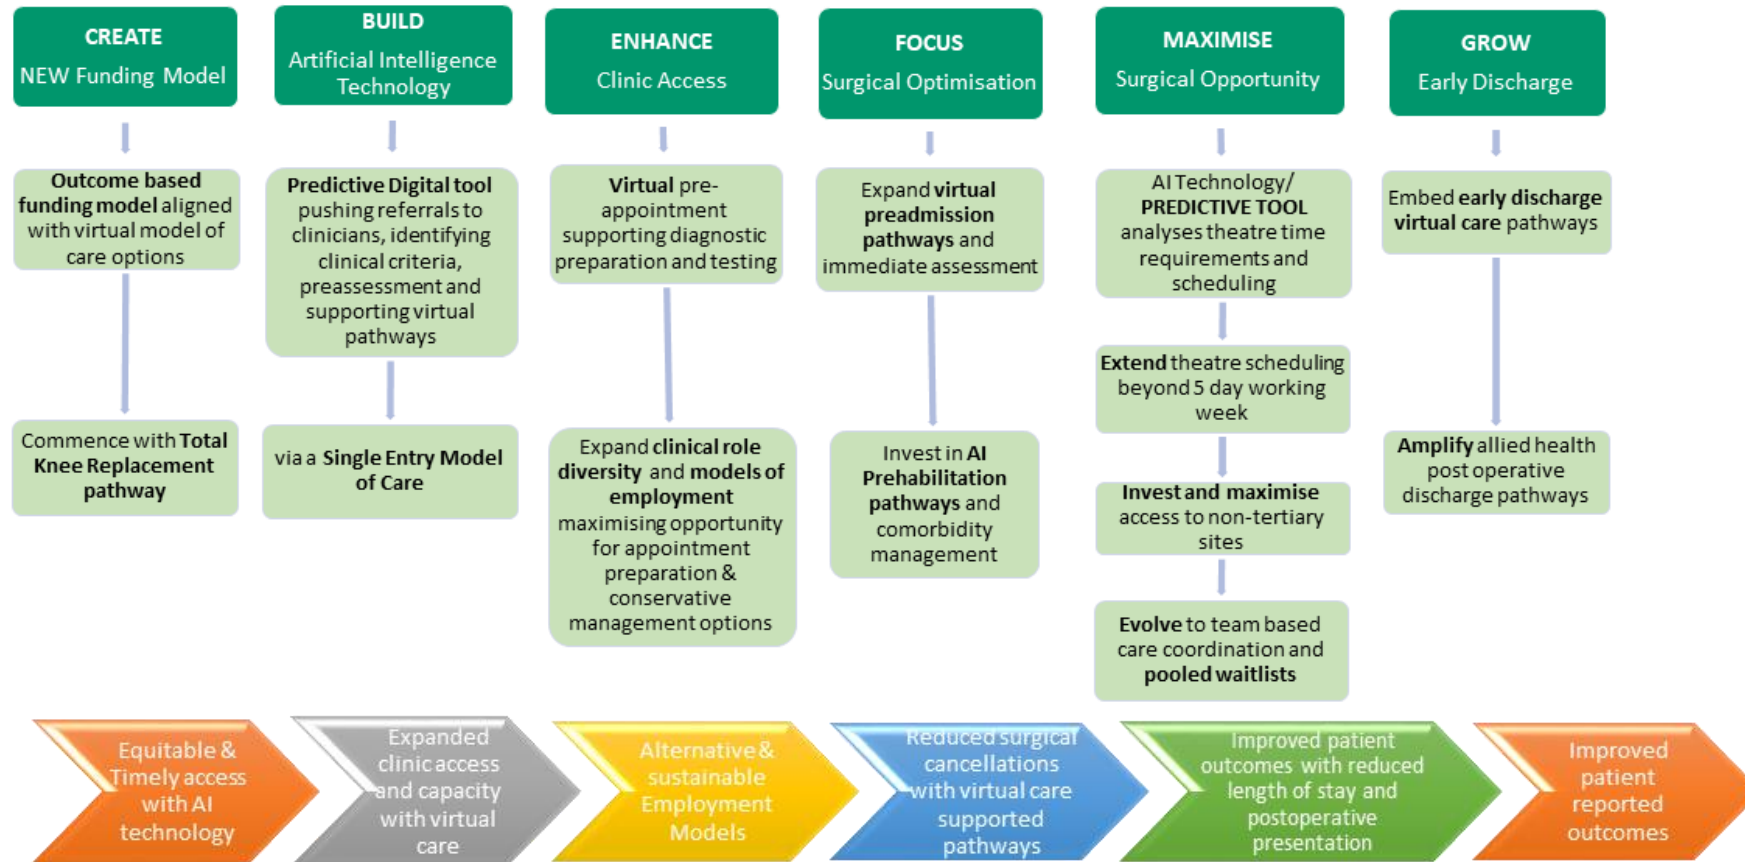 CREATE
NEW Funding Model
BUILD
Artificial Intelligence
Technology
ENHANCE
Clinic Access
FOCUS
Surgical Optimisation
MAXIMISE
Surgical Opportunity
GROW
Early Discharge
Outcome based
funding model aligned
with virtual model of
care options
Commence with Total
Knee Replacement
pathway
Predictive Digital tool
pushing referrals to
clinicians, identifying
clinical criteria,
preassessment and
supporting virtual
pathways
via a Single Entry Model
of Care
Virtual pre-
appointment
supporting diagnostic
preparation and testing
Expand clinical role
diversity and models of
employment
maximising opportunity
for appointment
preparation &
conservative
management options
Expand virtual
preadmission
pathways and
immediate assessment
Invest in AI
Prehabilitation
pathways and
comorbidity
management
AI Technology/
PREDICTIVE TOOL
analyses theatre time
requirements and
scheduling
Extend theatre scheduling
beyond 5 day working
week
Invest and maximise
access to non-tertiary
sites
Evolve to team based
care coordination and
pooled waitlists
Embed early discharge
virtual care pathways
Amplify allied health
post operative
discharge pathways
Equitable &
Timely access
with AI
technology
Expanded
clinic access
and capacity
with virtual
care
Alternative &
sustainable
Employment
Models
Reduced surgical
cancellations
with virtual care
supported
pathways
Improved patient
outcomes with reduced
length of stay and
postoperative
presentation
Improved
patient
reported
outcomes